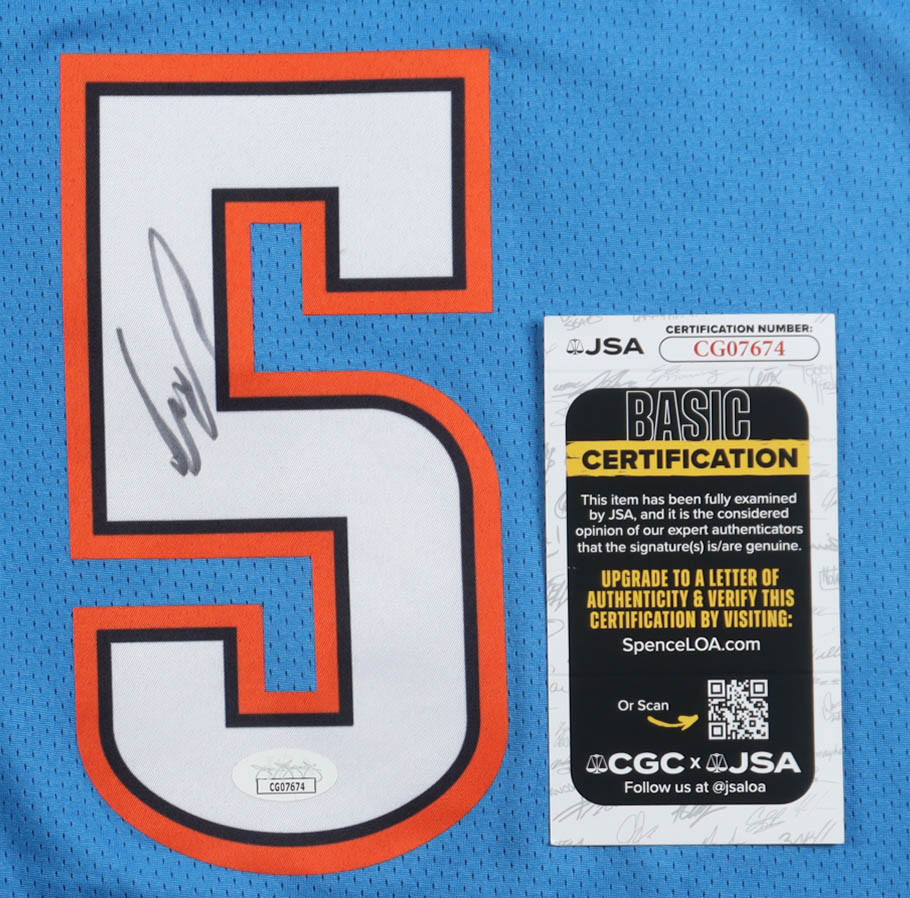 5
CG07674
JSA
CERTIFICATION NUMBER:
CG07674
BASIC
CERTIFICATION
This item has been fully examined
by JSA, and it is the considered
opinion of our expert authenticators
that the signature(s) is/are genuine.
UPGRADE TO A LETTER OF
AUTHENTICITY & VERIFY THIS
CERTIFICATION BY VISITING:
SpenceLOA.com
Or Scan
CGC x JSA
Follow us at @jsaloa